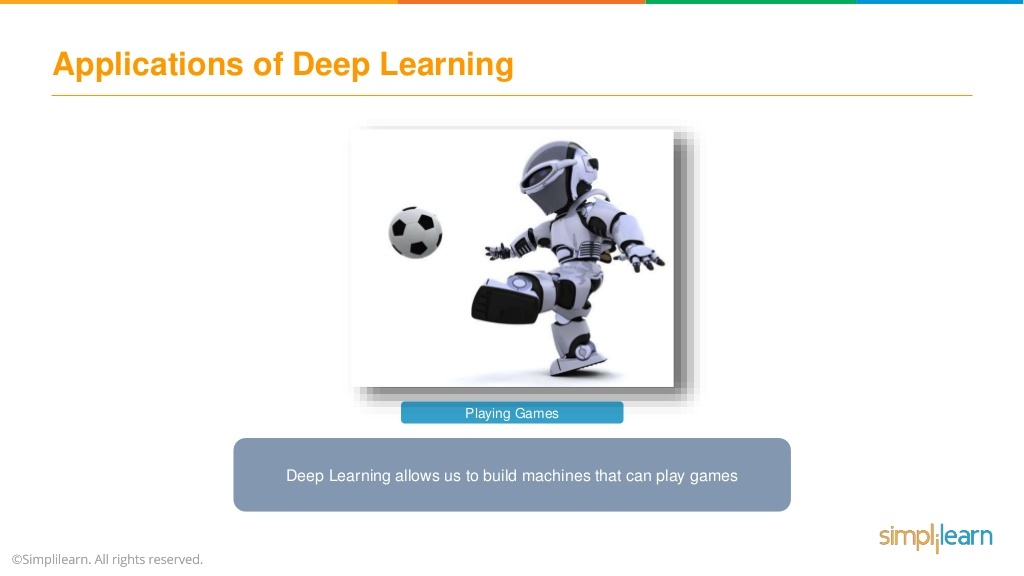 Applications of Deep Learning
Playing Games
Deep Learning allows us to build machines that can play games
simplilearn
©Simplilearn. All rights reserved.